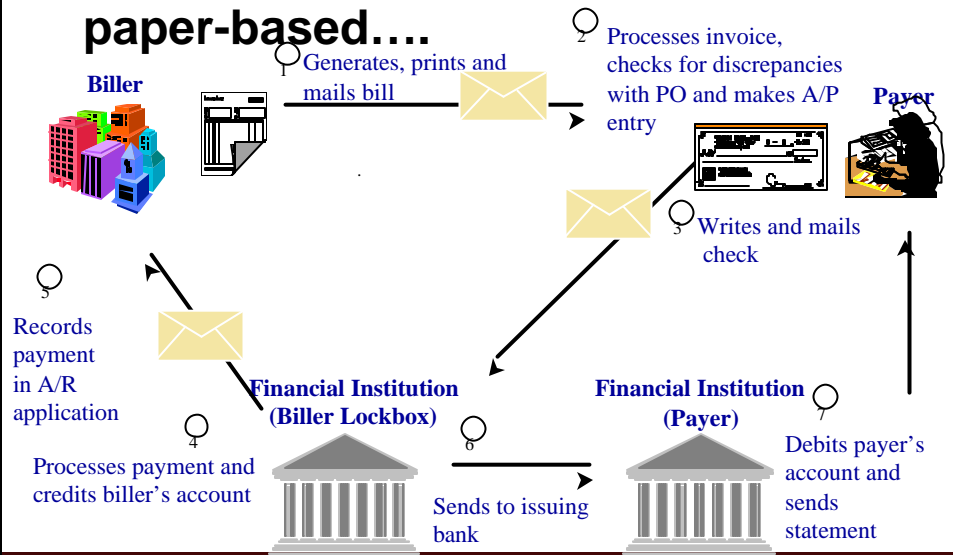 paper-based….
Biller
1
Generates, prints and
mails bill
2
Processes invoice,
checks for discrepancies
with PO and makes A/P
entry
Payer
3
Writes and mails
check
5
Records
payment
in A/R
application
Financial Institution
(Biller Lockbox)
4
Processes payment and
credits biller’s account
6
Sends to issuing
bank
Financial Institution
(Payer)
7
Debits payer’s
account and
sends
statement